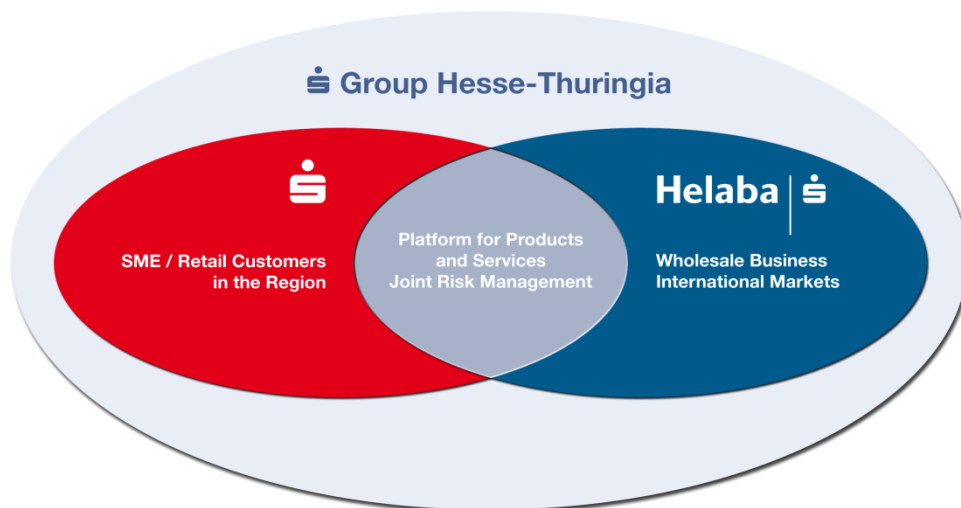 Group Hesse-Thuringia
SME / Retail Customers
in the Region
Platform for Products
and Services
Joint Risk Management
Helaba
Wholesale Business
International Markets